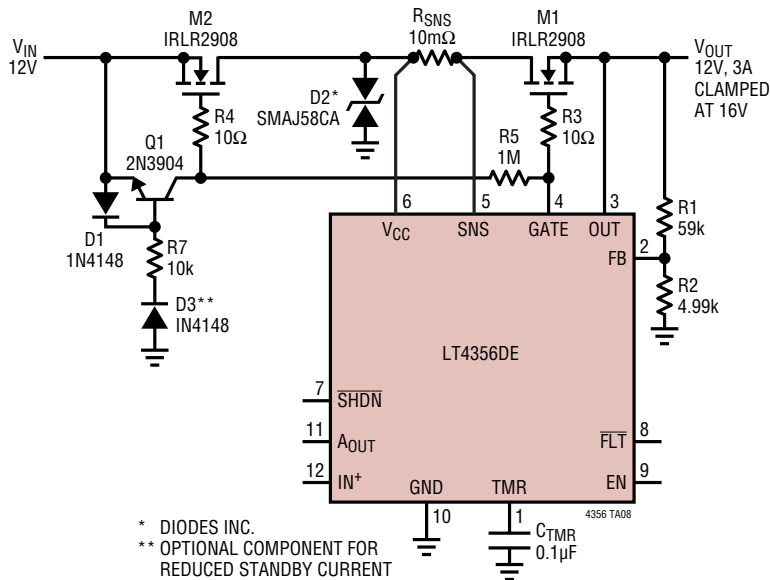 M2
IRLR2908
RSNS
10mΩ
M1
IRLR2908
VIN
12V
VOUT
12V, 3A
CLAMPED
AT 16V
D2*
SMAJ58CA
R4
10Ω
R3
10Ω
Q1
2N3904
R5
1M
D1
1N4148
R7
10k
D3**
IN4148
6
5
4
3
VCC
SNS
GATE
OUT
FB
2
R1
59k
R2
4.99k
LT4356DE
7
SHDN
11
AOUT
12
IN+
FLT
8
EN
9
GND
TMR
10
1
4356 TA08
CTMR
0.1µF
* DIODES INC.
** OPTIONAL COMPONENT FOR
REDUCED STANDBY CURRENT